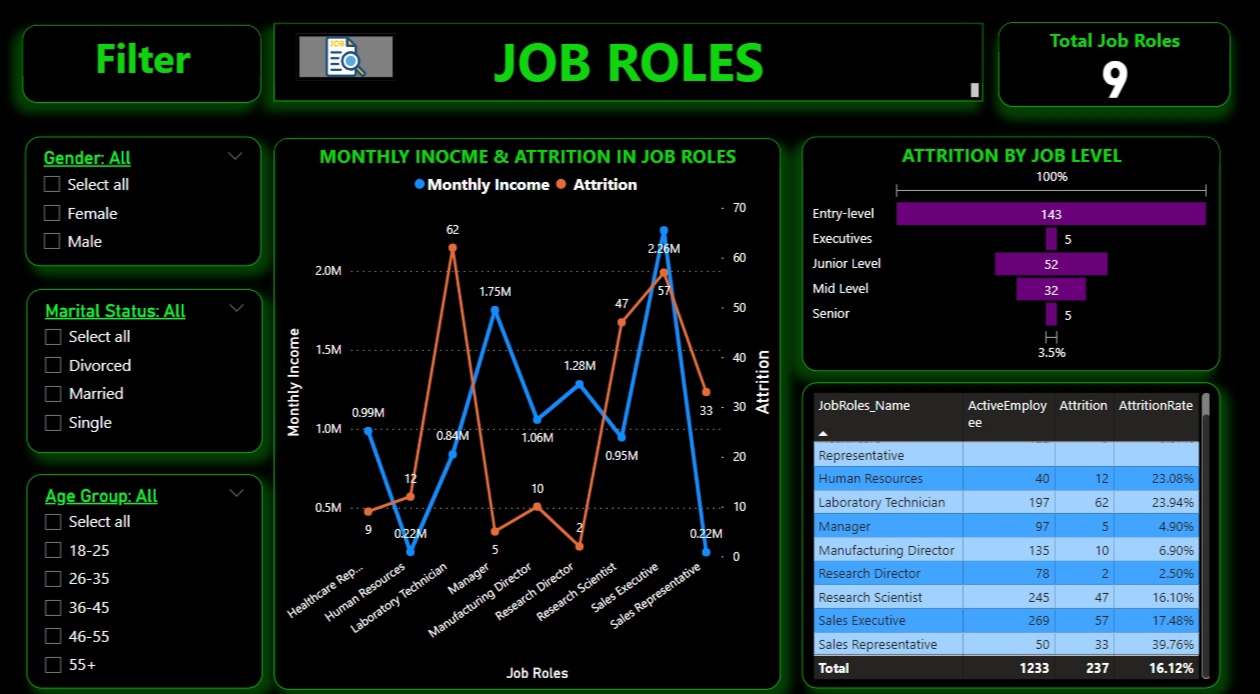 Filter
JOB
JOB ROLES
Total Job Roles
9
Gender: All
Select all
Female
Male
Marital Status: All
Select all
Divorced
Married
Single
Age Group: All
Select all
18-25
26-35
36-45
46-55
55+
MONTHLY INOCME & ATTRITION IN JOB ROLES
Monthly Income Attrition
Monthly Income
2.0M
1.5M
1.0M
0.5M
70
60
50
40
30
20
10
0
Attrition
0.99M
0.22M
0.84M
1.75M
1.06M
1.28M
0.95M
2.26M
0.22M
9
12
62
5
10
2
47
57
33
Healthcare Rep...
Human Resources
Laboratory Technician
Manager
Manufacturing Director
Research Director
Research Scientist
Sales Executive
Sales Representative
Job Roles
ATTRITION BY JOB LEVEL
100%
Entry-level 143
Executives 5
Junior Level 52
Mid Level 32
Senior 5
3.5%
JobRoles_Name ActiveEmploy Attrition AttritionRate
ee
Representative
Human Resources 40 12 23.08%
Laboratory Technician 197 62 23.94%
Manager 97 5 4.90%
Manufacturing Director 135 10 6.90%
Research Director 78 2 2.50%
Research Scientist 245 47 16.10%
Sales Executive 269 57 17.48%
Sales Representative 50 33 39.76%
Total 1233 237 16.12%